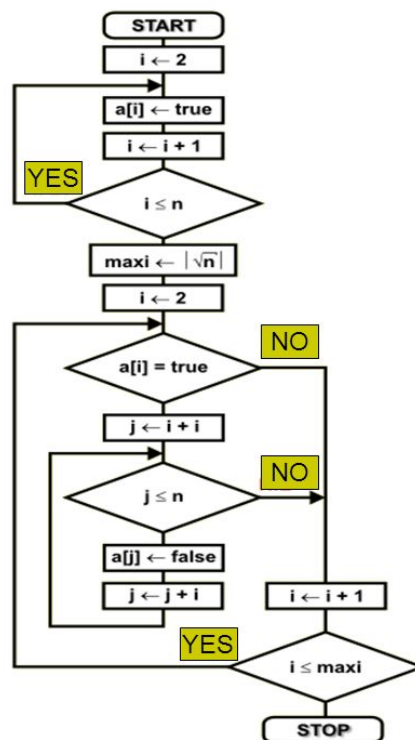 START
i ← 2
a[i] ← true
i ← i + 1
YES
i ≤ n
maxi ← |√n|
i ← 2
NO
a[i] = true
j ← i + i
NO
j ≤ n
a[j] ← false
j ← j + i
i ← i + 1
YES
i ≤ maxi
STOP